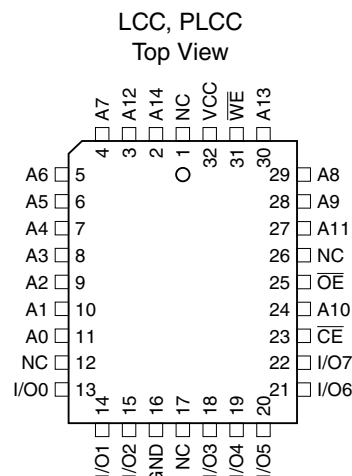 LCC, PLCC
Top View
A7 A12 A14 NC VCC W̅E̅ A13
4 3 2 1 32 31 30
A6 5 29 A8
A5 6 28 A9
A4 7 27 A11
A3 8 26 NC
A2 9 25 O̅E̅
A1 10 24 A10
A0 11 23 C̅E̅
NC 12 22 I/O7
I/O0 13 21 I/O6
14 15 16 17 18 19 20
I/O1 I/O2 GND NC I/O3 I/O4 I/O5